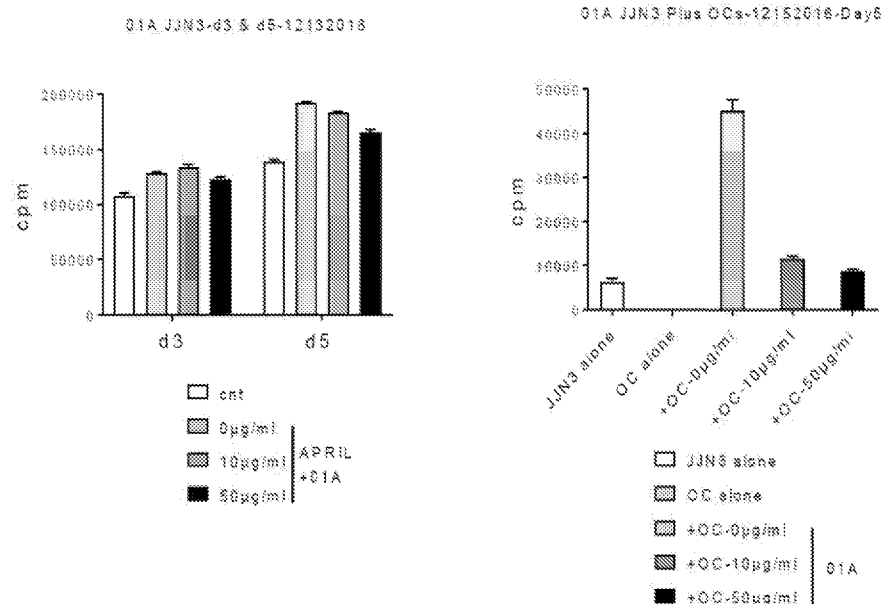 01A JJN3-d3 & d5-12132016
cpm
200000
150000
100000
50000
0
d3
d5
cnt
0µg/ml
10µg/ml
50µg/ml
APRIL
+01A
01A JJN3 Plus OCs-12152016-Day5
cpm
50000
40000
30000
20000
10000
0
JJN3 alone
OC alone
+OC-0µg/ml
+OC-10µg/ml
+OC-50µg/ml
JJN3 alone
OC alone
+OC-0µg/ml
+OC-10µg/ml
+OC-50µg/ml
01A